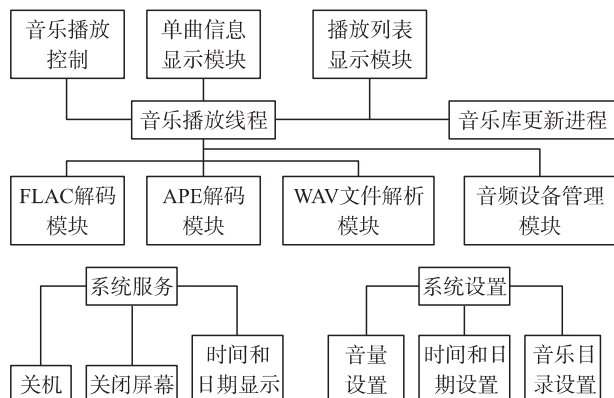 音乐播放
控制
单曲信息
显示模块
播放列表
显示模块
音乐播放线程
音乐库更新进程
FLAC解码
模块
APE解码
模块
WAV文件解析
模块
音频设备管理
模块
系统服务
关机
关闭屏幕
时间和
日期显示
系统设置
音量
设置
时间和日
期设置
音乐目
录设置